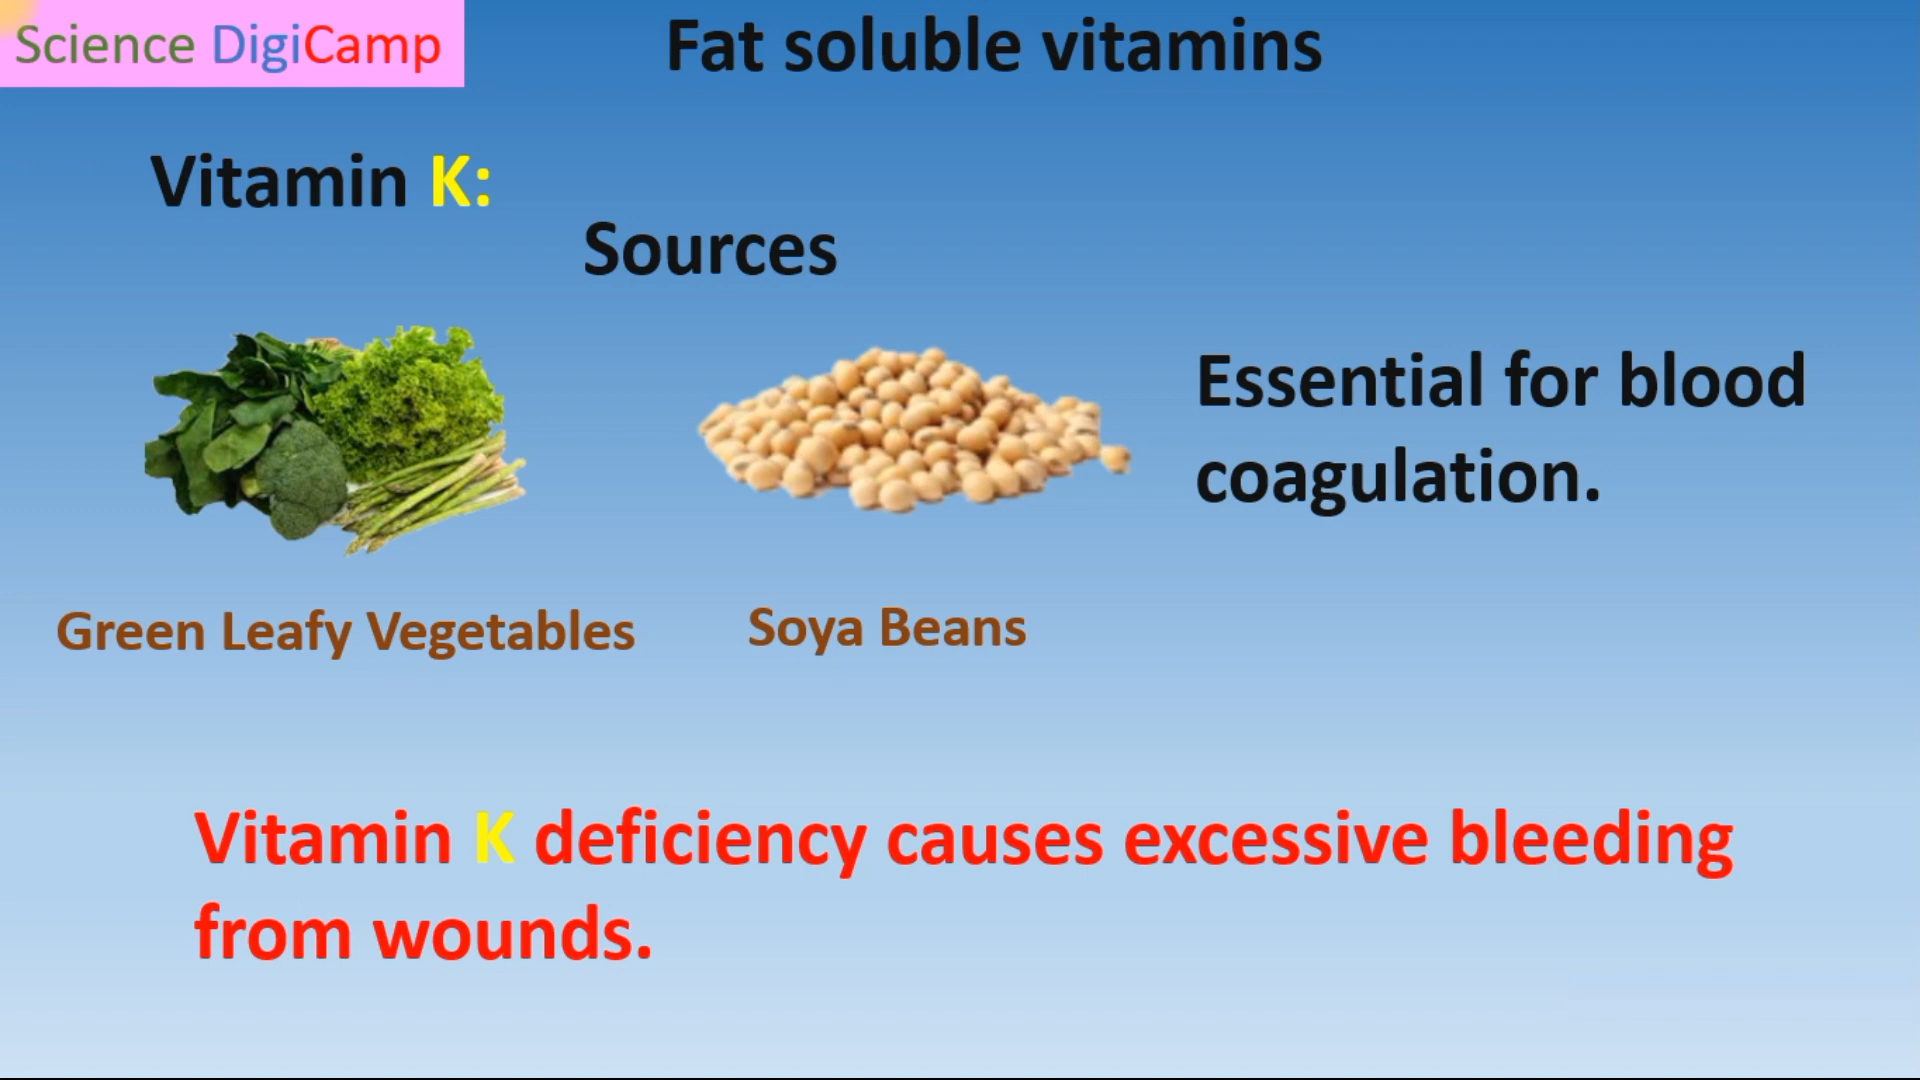 Science DigiCamp
Fat soluble vitamins
Vitamin K:
Sources
Essential for blood
coagulation.
Green Leafy Vegetables
Soya Beans
Vitamin K deficiency causes excessive bleeding
from wounds.